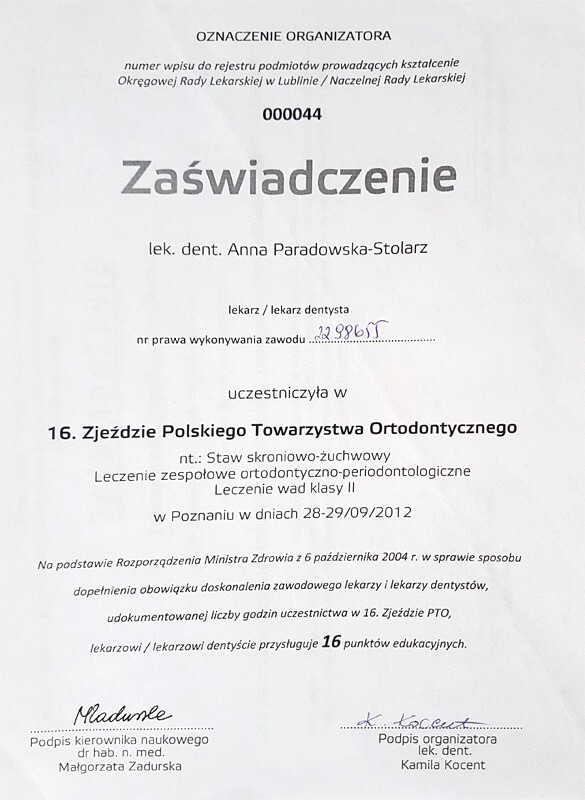 OZNACZENIE ORGANIZATORA
numer wpisu do rejestru podmiotów prowadzących kształcenie
Okręgowej Rady Lekarskiej w Lublinie / Naczelnej Rady Lekarskiej
000044
Zaświadczenie
lek. dent. Anna Paradowska-Stolarz
lekarz / lekarz dentysta
nr prawa wykonywania zawodu
uczestniczyła w
16. Zjeździe Polskiego Towarzystwa Ortodontycznego
nt.: Staw skroniowo-żuchwowy
Leczenie zespołowe ortodontyczno-periodontologiczne
Leczenie wad klasy II
w Poznaniu w dniach 28-29/09/2012
Na podstawie Rozporządzenia Ministra Zdrowia z 6 października 2004 r. w sprawie sposobu
dopełnienia obowiązku doskonalenia zawodowego lekarzy i lekarzy dentystów,
udokumentowanej liczby godzin uczestnictwa w 16. Zjeździe PTO,
lekarzowi / lekarzowi dentyście przysługuje 16 punktów edukacyjnych.
MZadurska
K. Kocent
Podpis kierownika naukowego
dr hab. n. med.
Małgorzata Zadurska
Podpis organizatora
lek. dent.
Kamila Kocent